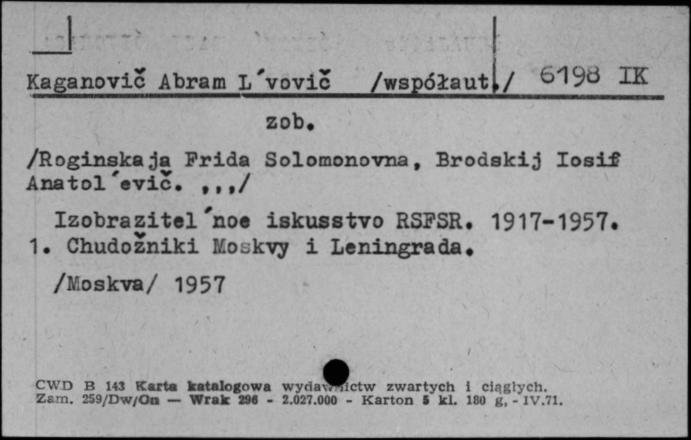 Kaganovič Abram L´vovič /współaut./ 6198 IK
zob.
/Roginskaja Frida Solomonovna, Brodskij Iosif
Anatol´evič. ,,,/
Izobrazitel´noe iskusstvo RSFSR. 1917-1957.
1. Chudožniki Moskvy i Leningrada.
/Moskva/ 1957
CWD B 143 Karta katalogowa wydawnictw zwartych i ciągłych.
Zam. 259/Dw/On — Wrak 296 - 2.027.000 - Karton 5 kl. 180 g, - IV.71.